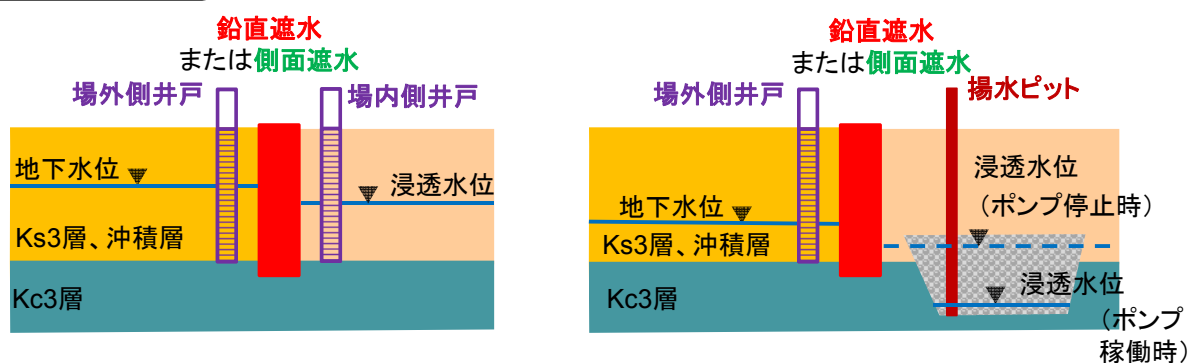 鉛直遮水
または側面遮水
場外側井戸
場内側井戸
地下水位
浸透水位
Ks3層、沖積層
Kc3層
鉛直遮水
または側面遮水
場外側井戸
揚水ピット
浸透水位
(ポンプ停止時)
地下水位
Ks3層、沖積層
Kc3層
浸透水位
(ポンプ
稼働時)